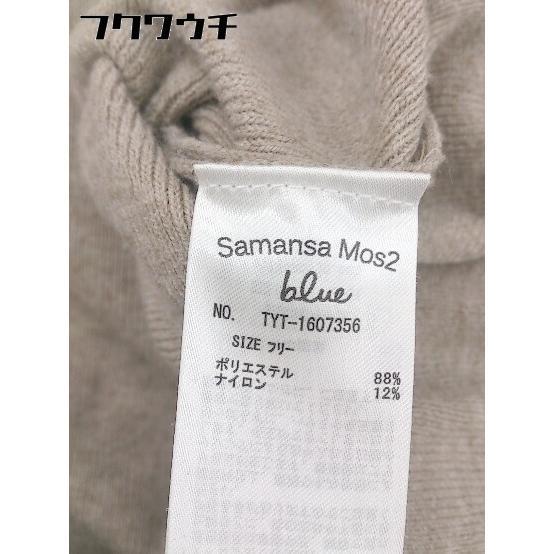 フクワウチ
Samansa Mos2
blue
NO. TYT-1607356
SIZE フリー
ポリエステル 88%
ナイロン 12%